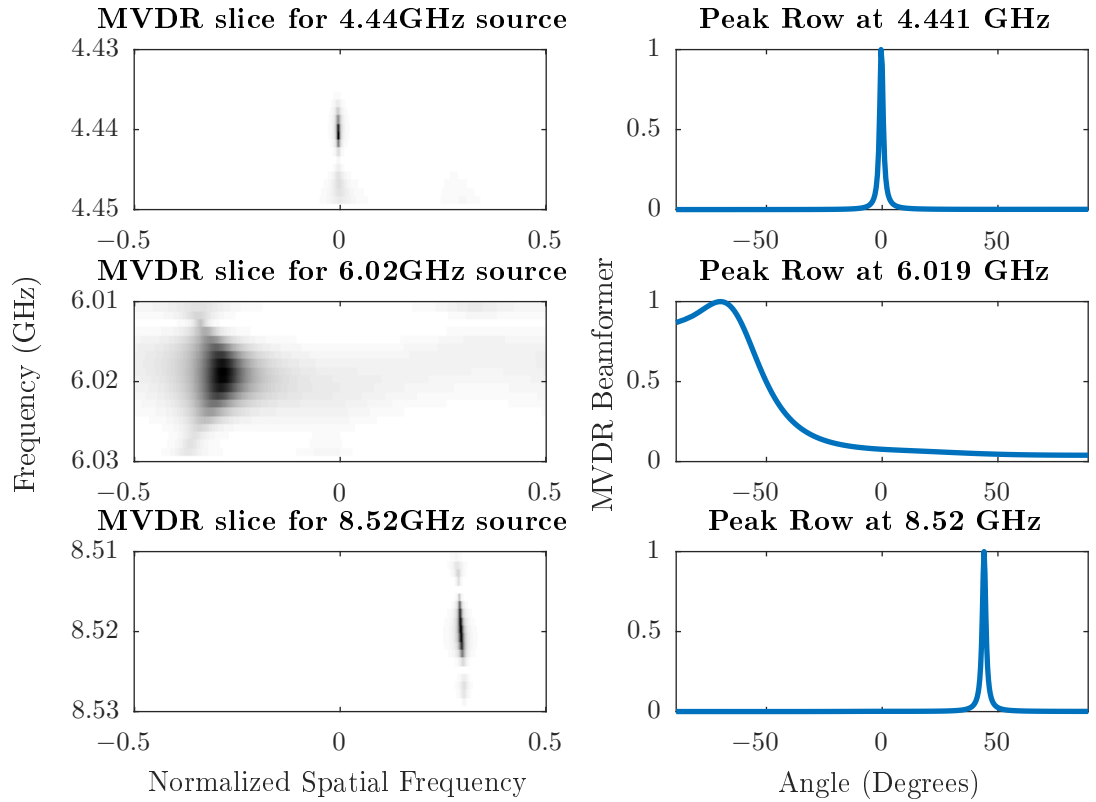 MVDR slice for 4.44GHz source
4.43
4.44
4.45
−0.5 0 0.5
Peak Row at 4.441 GHz
1
0.5
0
−50 0 50
MVDR slice for 6.02GHz source
6.01
6.02
6.03
−0.5 0 0.5
Frequency (GHz)
Peak Row at 6.019 GHz
1
0.5
0
−50 0 50
MVDR Beamformer
MVDR slice for 8.52GHz source
8.51
8.52
8.53
−0.5 0 0.5
Normalized Spatial Frequency
Peak Row at 8.52 GHz
1
0.5
0
−50 0 50
Angle (Degrees)